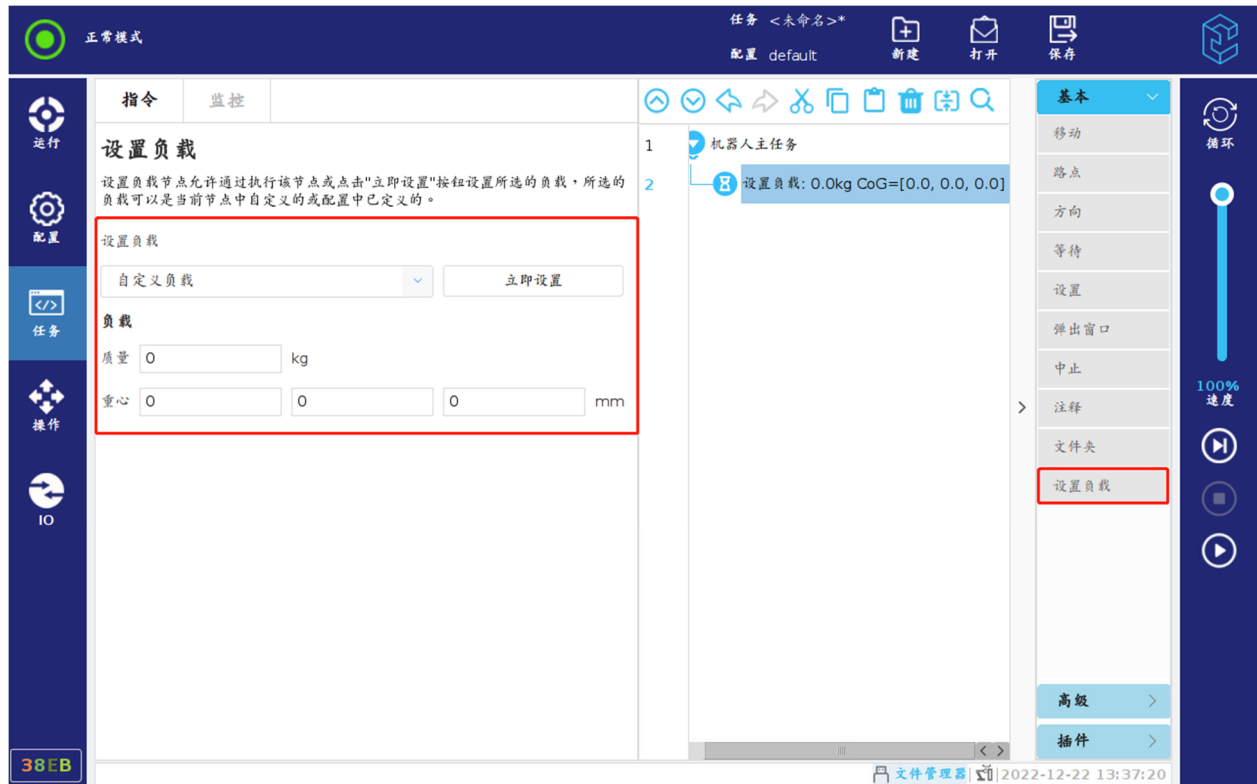 正常模式
任务 <未命名>*
配置 default
新建
打开
保存
运行
配置
任务
操作
IO
38EB
指令
监控
设置负载
设置负载节点允许通过执行该节点或点击"立即设置"按钮设置所选的负载，所选的
负载可以是当前节点中自定义的或配置中已定义的。
设置负载
自定义负载
立即设置
负载
质量 0 kg
重心 0 0 0 mm
1 机器人主任务
2 设置负载: 0.0kg CoG=[0.0, 0.0, 0.0]
基本
移动
路点
方向
等待
设置
弹出窗口
中止
注释
文件夹
设置负载
高级
插件
循环
100%
速度
文件管理器
2022-12-22 13:37:20